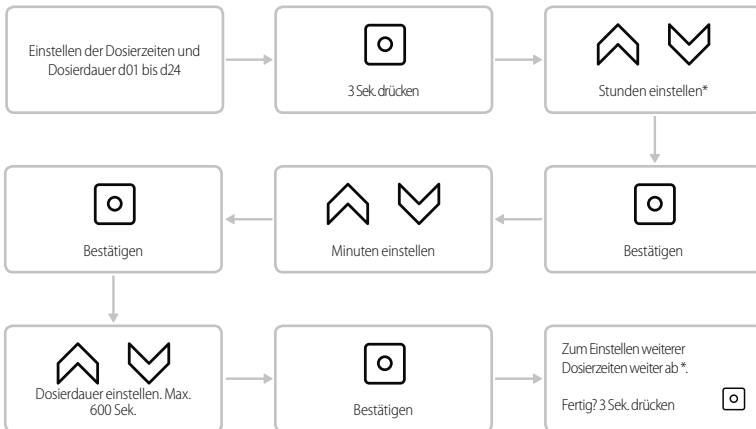 Einstellen der Dosierzeiten und
Dosierdauer d01 bis d24
3 Sek. drücken
Stunden einstellen*
Bestätigen
Minuten einstellen
Bestätigen
Dosierdauer einstellen. Max.
600 Sek.
Bestätigen
Zum Einstellen weiterer
Dosierzeiten weiter ab *.
Fertig? 3 Sek. drücken